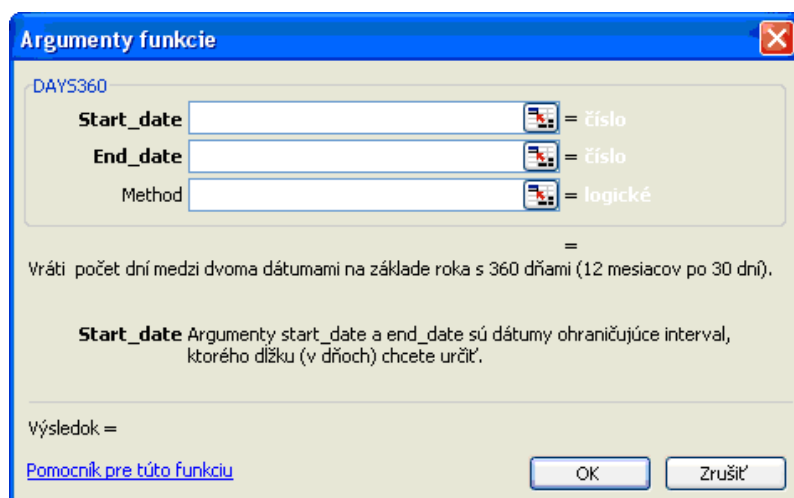 Argumenty funkcie
DAYS360
Start_date = číslo
End_date = číslo
Method = logické
=
Vráti počet dní medzi dvoma dátumami na základe roka s 360 dňami (12 mesiacov po 30 dní).
Start_date Argumenty start_date a end_date sú dátumy ohraničujúce interval,
ktorého dĺžku (v dňoch) chcete určiť.
Výsledok =
Pomocník pre túto funkciu OK Zrušiť